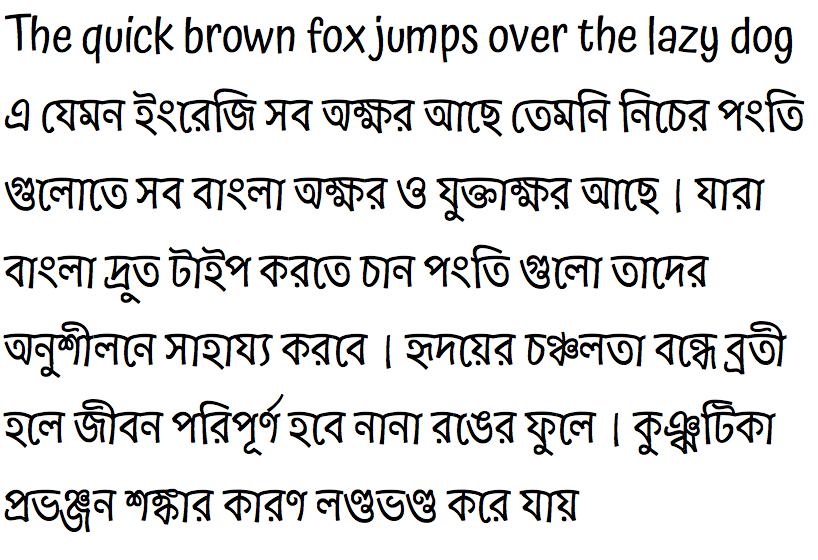 The quick brown fox jumps over the lazy dog
এ যেমন ইংরেজি সব অক্ষর আছে তেমনি নিচের পংতি
গুলোতে সব বাংলা অক্ষর ও যুক্তাক্ষর আছে। যারা
বাংলা দ্রুত টাইপ করতে চান পংতি গুলো তাদের
অনুশীলনে সাহায্য করবে। হৃদয়ের চঞ্চলতা বন্ধে ব্রতী
হলে জীবন পরিপূর্ণ হবে নানা রঙের ফুলে। কুঞ্ঝটিকা
প্রভঞ্জন শঙ্কার কারণ লণ্ডভণ্ড করে যায়